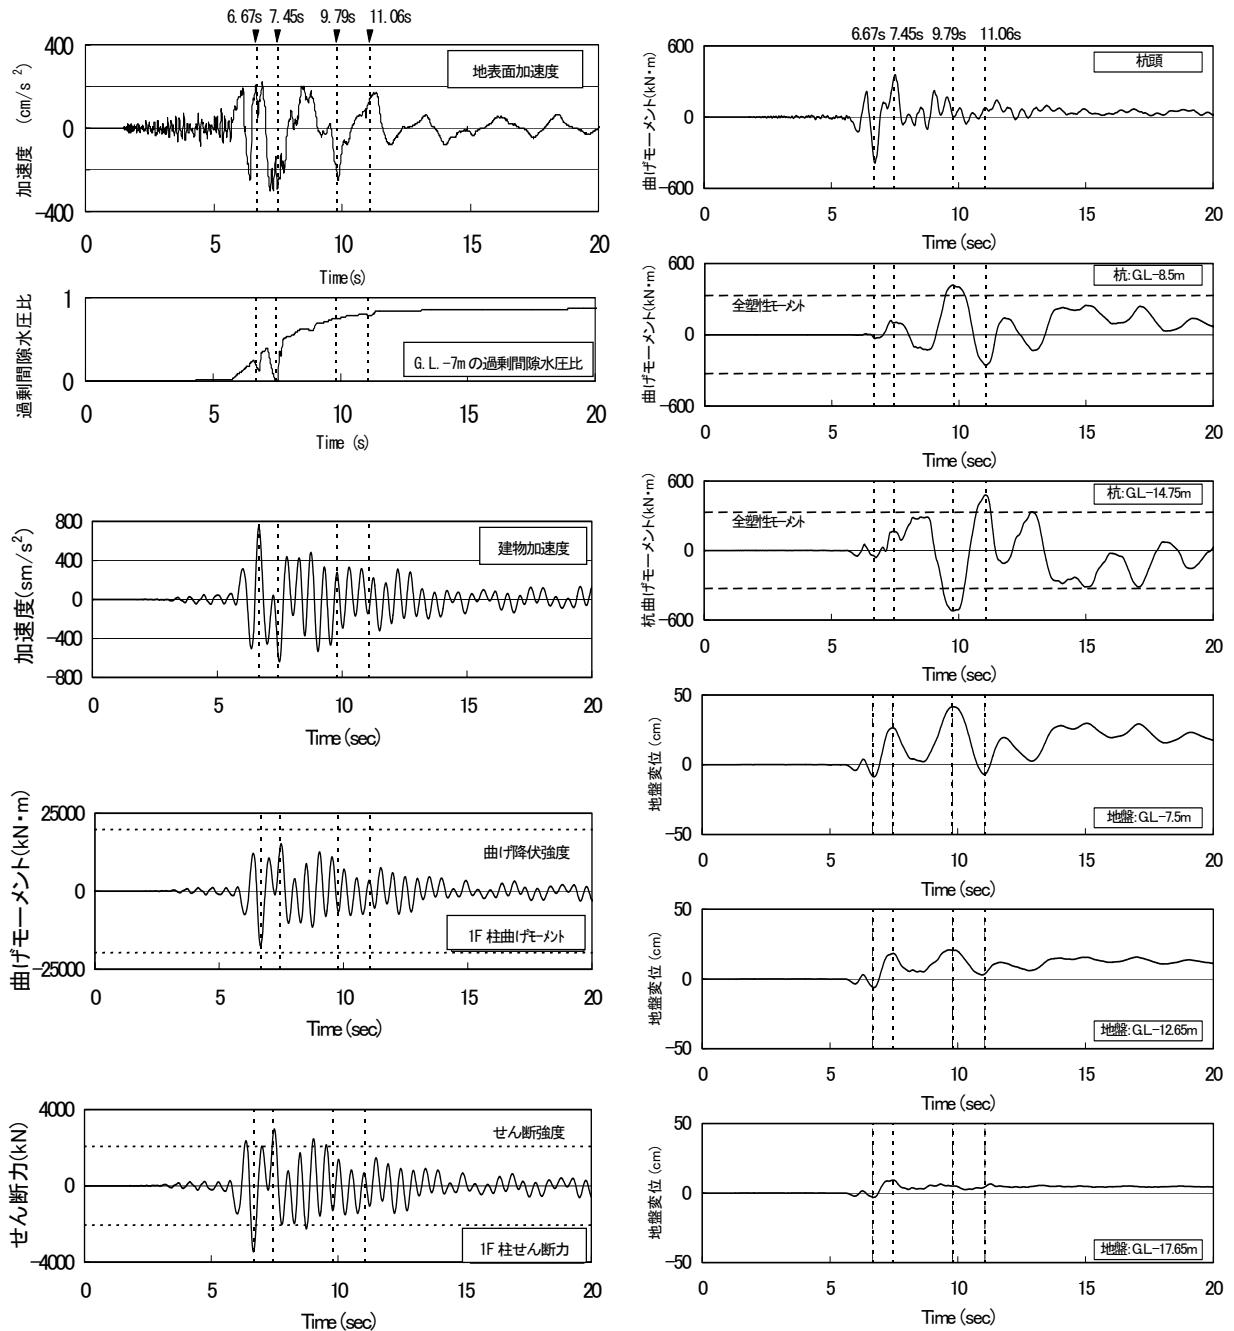 6.67s 7.45s 9.79s 11.06s
400
200
0
-200
-400
加速度 (cm/s²)
地表面加速度
0 5 10 15 20
Time(s)
1
0
過剰間隙水圧比
G.L.-7mの過剰間隙水圧比
0 5 10 15 20
Time (s)
800
400
0
-400
-800
加速度(sm/s²)
建物加速度
0 5 10 15 20
Time(sec)
25000
0
-25000
曲げモーメント(kN・m)
曲げ降伏強度
1F 柱曲げモーメント
0 5 10 15 20
Time(sec)
4000
2000
0
-2000
-4000
せん断力(kN)
せん断強度
1F 柱せん断力
0 5 10 15 20
Time(sec)
6.67s 7.45s 9.79s 11.06s
600
0
-600
曲げモーメント(kN・m)
杭頭
0 5 10 15 20
Time(sec)
600
0
-600
曲げモーメント(kN・m)
杭:G.L-8.5m
全塑性モーメント
0 5 10 15 20
Time(sec)
600
0
-600
杭曲げモーメント(kN・m)
杭:G.L-14.75m
全塑性モーメント
0 5 10 15 20
Time(sec)
50
0
-50
地盤変位(cm)
地盤:G.L-7.5m
0 5 10 15 20
Time(sec)
50
0
-50
地盤変位(cm)
地盤:G.L-12.65m
0 5 10 15 20
Time(sec)
50
0
-50
地盤変位(cm)
地盤:G.L-17.65m
0 5 10 15 20
Time(sec)